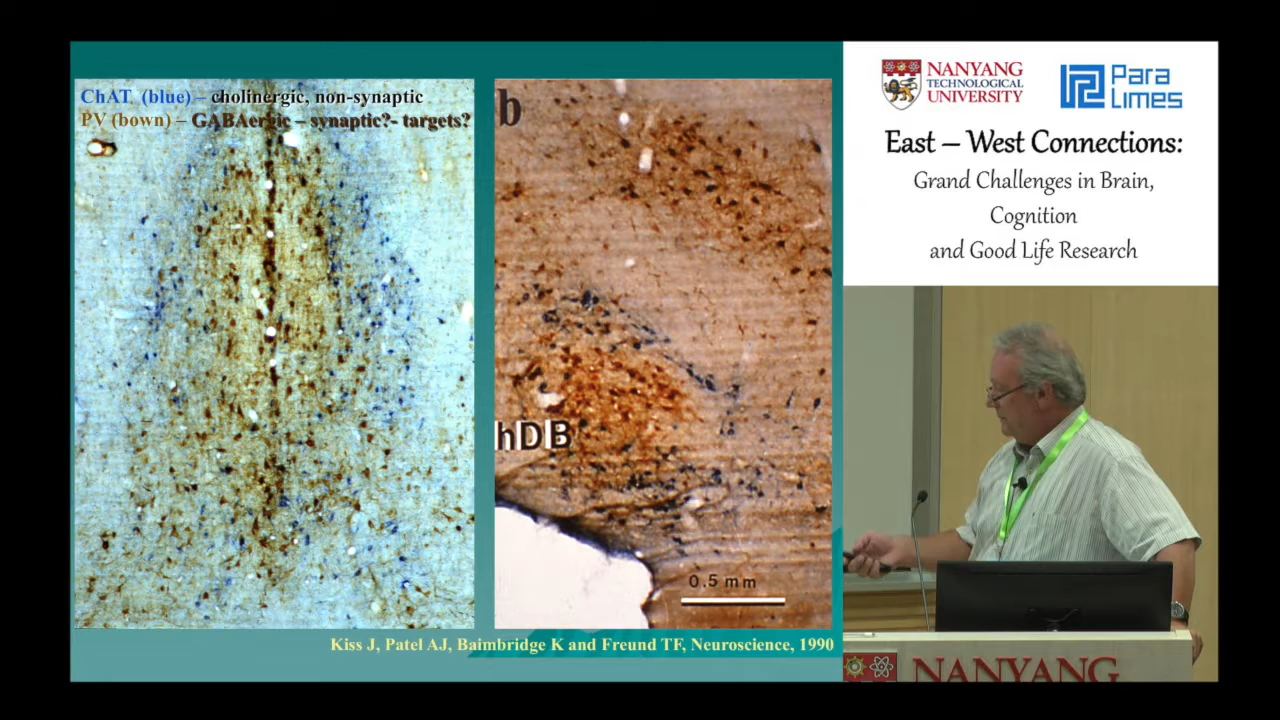 ChAT (blue) – cholinergic, non-synaptic
PV (bown) – GABAergic – synaptic?- targets?
b
hDB
0.5 mm
Kiss J, Patel AJ, Baimbridge K and Freund TF, Neuroscience, 1990
NANYANG
TECHNOLOGICAL
UNIVERSITY
Para
Limes
East – West Connections:
Grand Challenges in Brain,
Cognition
and Good Life Research
NANYANG